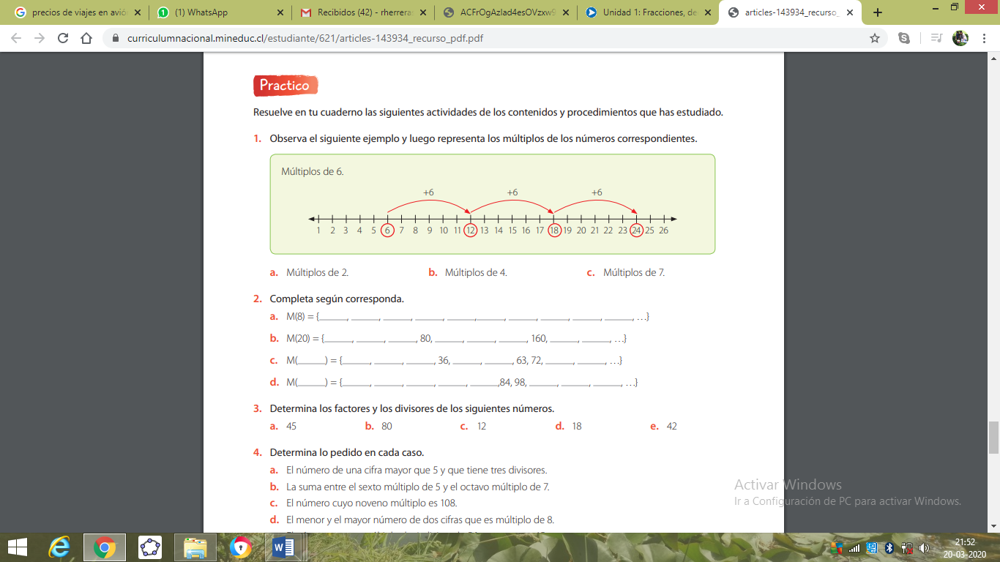 precios de viajes en avió
(1) WhatsApp
Recibidos (42) - rherreras
ACFrOgAzlad4esOVzxw9
Unidad 1: Fracciones, de
articles-143934_recurso_
curriculumnacional.mineduc.cl/estudiante/621/articles-143934_recurso_pdf.pdf
Practico
Resuelve en tu cuaderno las siguientes actividades de los contenidos y procedimientos que has estudiado.
1. Observa el siguiente ejemplo y luego representa los múltiplos de los números correspondientes.
Múltiplos de 6.
+6 +6 +6
1 2 3 4 5 6 7 8 9 10 11 12 13 14 15 16 17 18 19 20 21 22 23 24 25 26
a. Múltiplos de 2. b. Múltiplos de 4. c. Múltiplos de 7.
2. Completa según corresponda.
a. M(8) = {_____, _____, _____, _____, _____, _____, _____, _____, _____, _____, …}
b. M(20) = {_____, _____, _____, 80, _____, _____, _____, 160, _____, _____, …}
c. M(_____) = {_____, _____, _____, 36, _____, _____, 63, 72, _____, _____, …}
d. M(_____) = {_____, _____, _____, _____, _____,84, 98, _____, _____, _____, …}
3. Determina los factores y los divisores de los siguientes números.
a. 45 b. 80 c. 12 d. 18 e. 42
4. Determina lo pedido en cada caso.
a. El número de una cifra mayor que 5 y que tiene tres divisores.
b. La suma entre el sexto múltiplo de 5 y el octavo múltiplo de 7.
c. El número cuyo noveno múltiplo es 108.
d. El menor y el mayor número de dos cifras que es múltiplo de 8.
Activar Windows
Ir a Configuración de PC para activar Windows.
21:52
20-03-2020